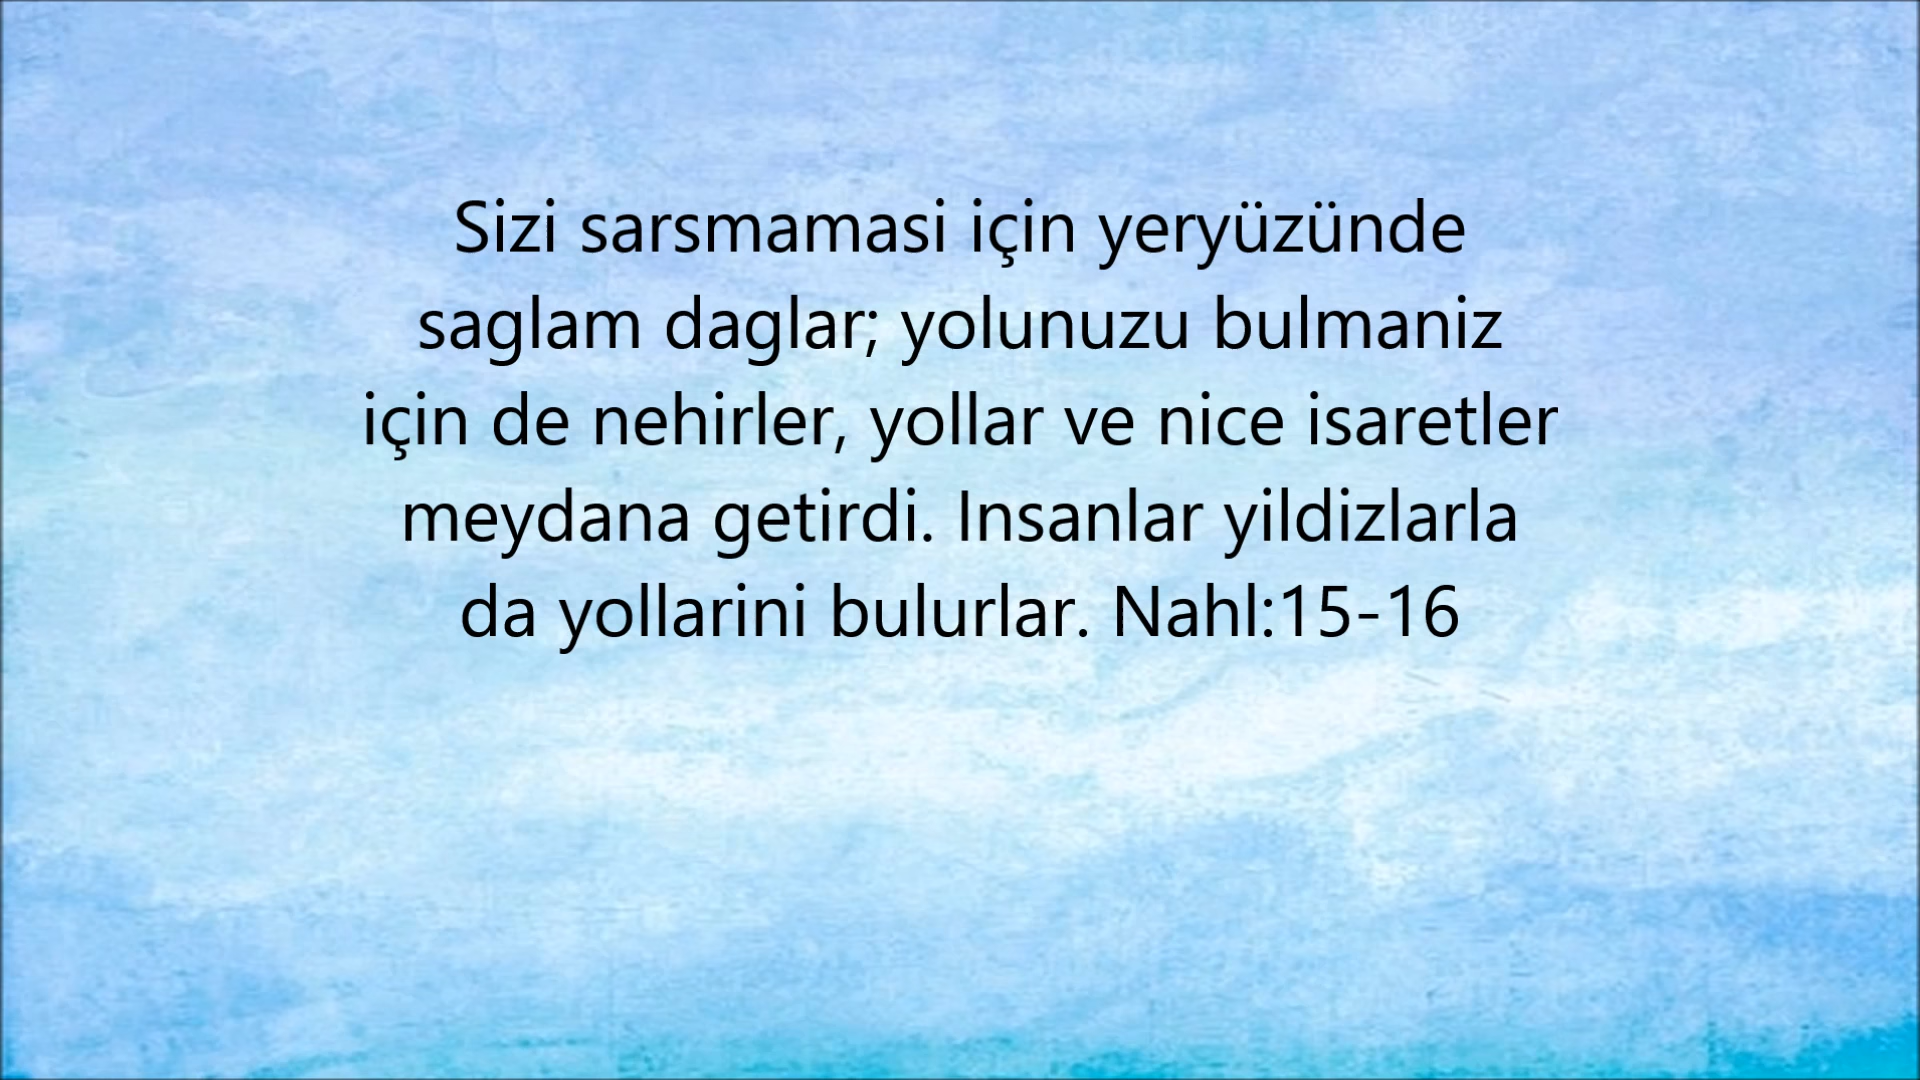 Sizi sarsmamasi için yeryüzünde
saglam daglar; yolunuzu bulmaniz
için de nehirler, yollar ve nice isaretler
meydana getirdi. Insanlar yildizlarla
da yollarini bulurlar. Nahl:15-16